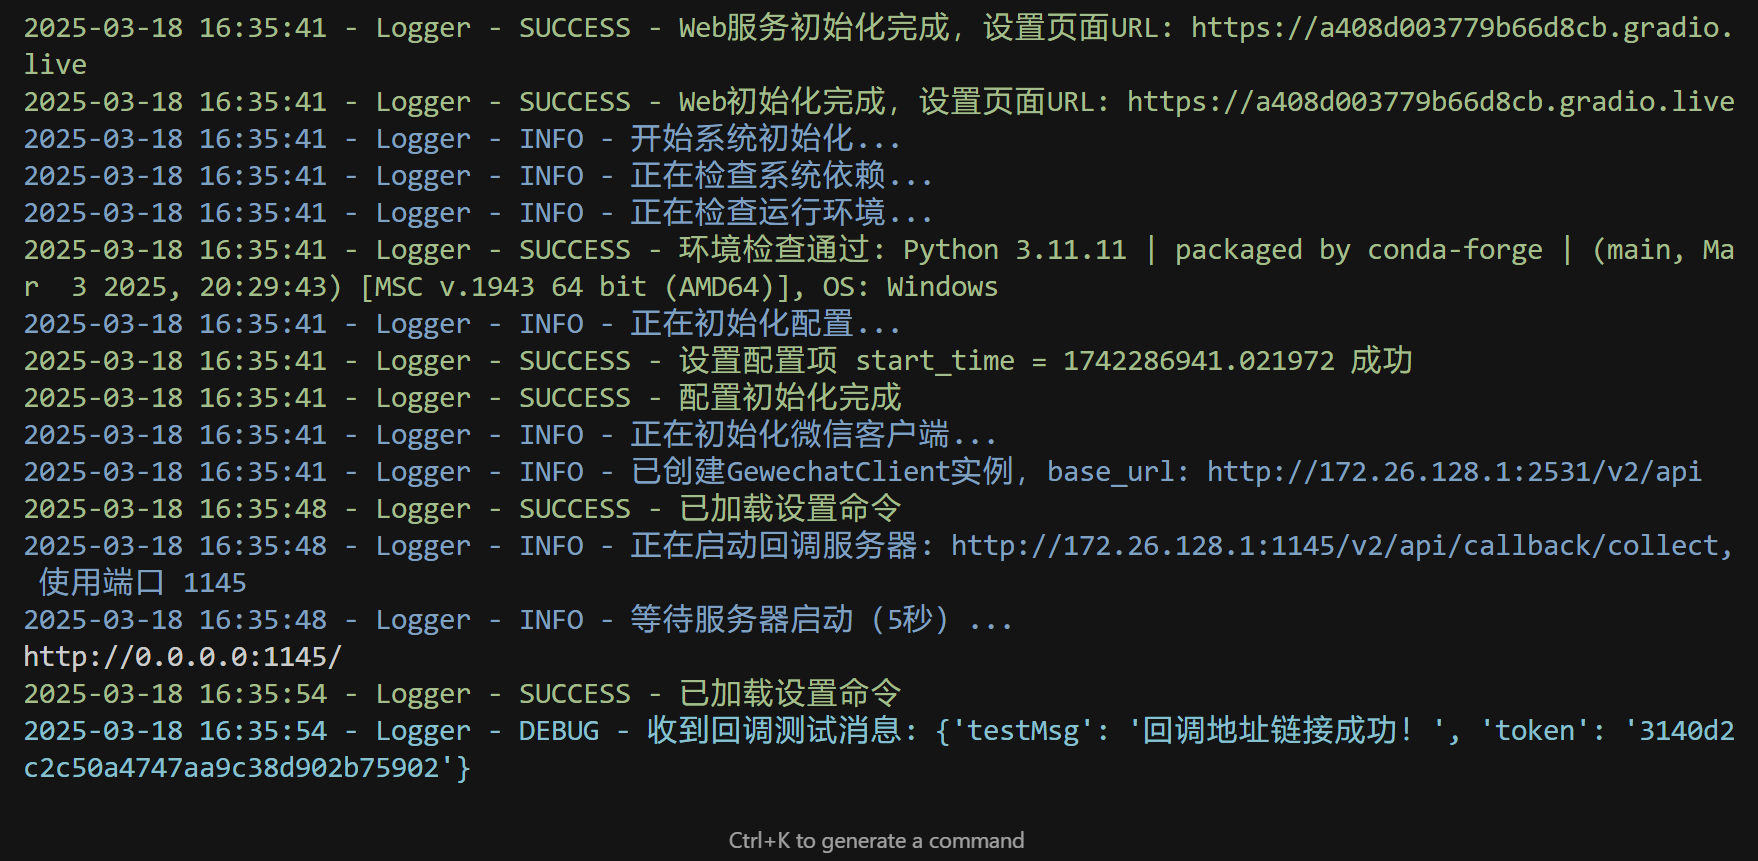 2025-03-18 16:35:41 - Logger - SUCCESS - Web服务初始化完成, 设置页面URL: https://a408d003779b66d8cb.gradio.
live
2025-03-18 16:35:41 - Logger - SUCCESS - Web初始化完成, 设置页面URL: https://a408d003779b66d8cb.gradio.live
2025-03-18 16:35:41 - Logger - INFO - 开始系统初始化...
2025-03-18 16:35:41 - Logger - INFO - 正在检查系统依赖...
2025-03-18 16:35:41 - Logger - INFO - 正在检查运行环境...
2025-03-18 16:35:41 - Logger - SUCCESS - 环境检查通过: Python 3.11.11 | packaged by conda-forge | (main, Ma
r  3 2025, 20:29:43) [MSC v.1943 64 bit (AMD64)], OS: Windows
2025-03-18 16:35:41 - Logger - INFO - 正在初始化配置...
2025-03-18 16:35:41 - Logger - SUCCESS - 设置配置项 start_time = 1742286941.021972 成功
2025-03-18 16:35:41 - Logger - SUCCESS - 配置初始化完成
2025-03-18 16:35:41 - Logger - INFO - 正在初始化微信客户端...
2025-03-18 16:35:41 - Logger - INFO - 已创建GewechatClient实例, base_url: http://172.26.128.1:2531/v2/api
2025-03-18 16:35:48 - Logger - SUCCESS - 已加载设置命令
2025-03-18 16:35:48 - Logger - INFO - 正在启动回调服务器: http://172.26.128.1:1145/v2/api/callback/collect,
使用端口 1145
2025-03-18 16:35:48 - Logger - INFO - 等待服务器启动 (5秒) ...
http://0.0.0.0:1145/
2025-03-18 16:35:54 - Logger - SUCCESS - 已加载设置命令
2025-03-18 16:35:54 - Logger - DEBUG - 收到回调测试消息: {'testMsg': '回调地址链接成功! ', 'token': '3140d2
c2c50a4747aa9c38d902b75902'}
Ctrl+K to generate a command